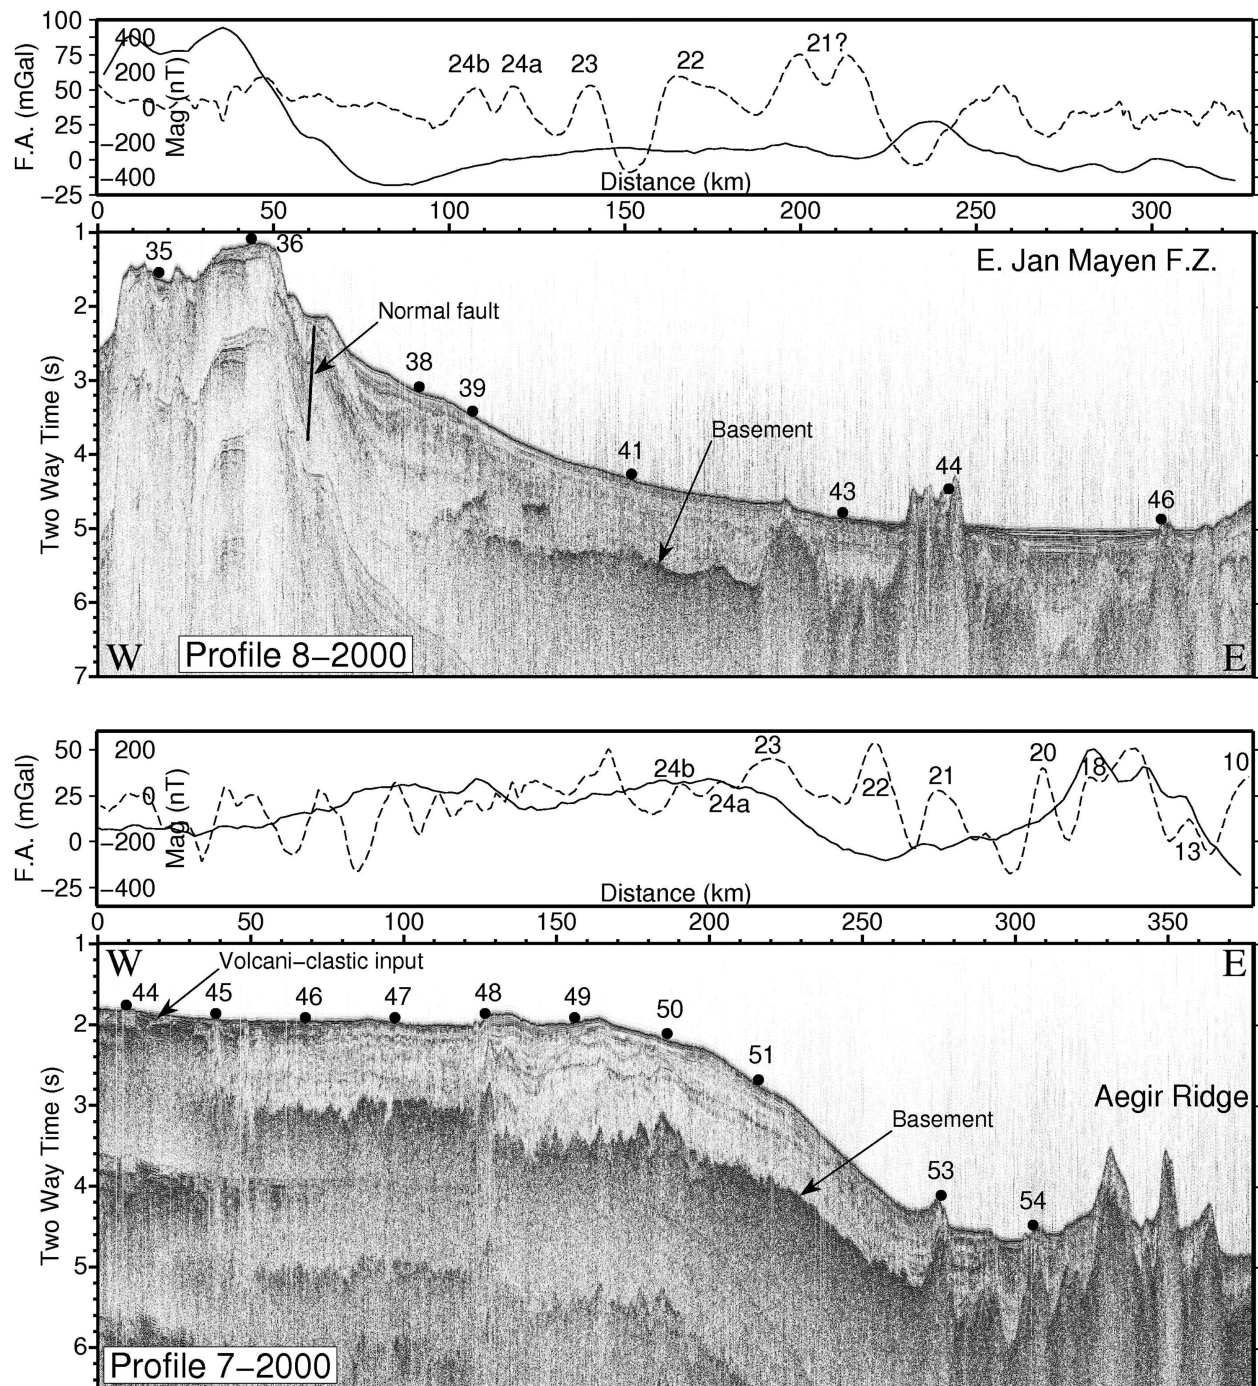 100
75
50
25
0
−25
F.A. (mGal)
400
200
0
−200
−400
Mag (nT)
24b 24a 23 22 21?
Distance (km)
0 50 100 150 200 250 300
1
2
3
4
5
6
7
Two Way Time (s)
35 36
E. Jan Mayen F.Z.
Normal fault
38
39
Basement
41
43
44
46
W
Profile 8−2000
E
50
25
0
−25
F.A. (mGal)
200
0
−200
−400
Mag (nT)
24b 24a 23 22 21 20 18 13 10
Distance (km)
0 50 100 150 200 250 300 350
1
2
3
4
5
6
Two Way Time (s)
W
E
Volcani−clastic input
44 45 46 47 48 49 50
51
Aegir Ridge
Basement
53
54
Profile 7−2000